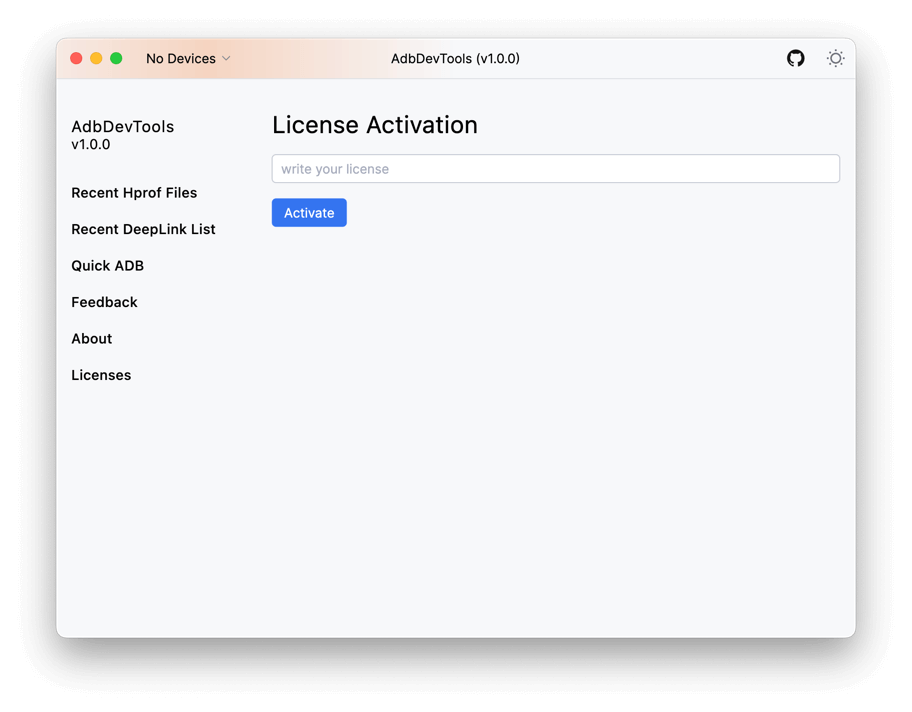 No Devices
AdbDevTools (v1.0.0)
AdbDevTools
v1.0.0
Recent Hprof Files
Recent DeepLink List
Quick ADB
Feedback
About
Licenses
License Activation
write your license
Activate